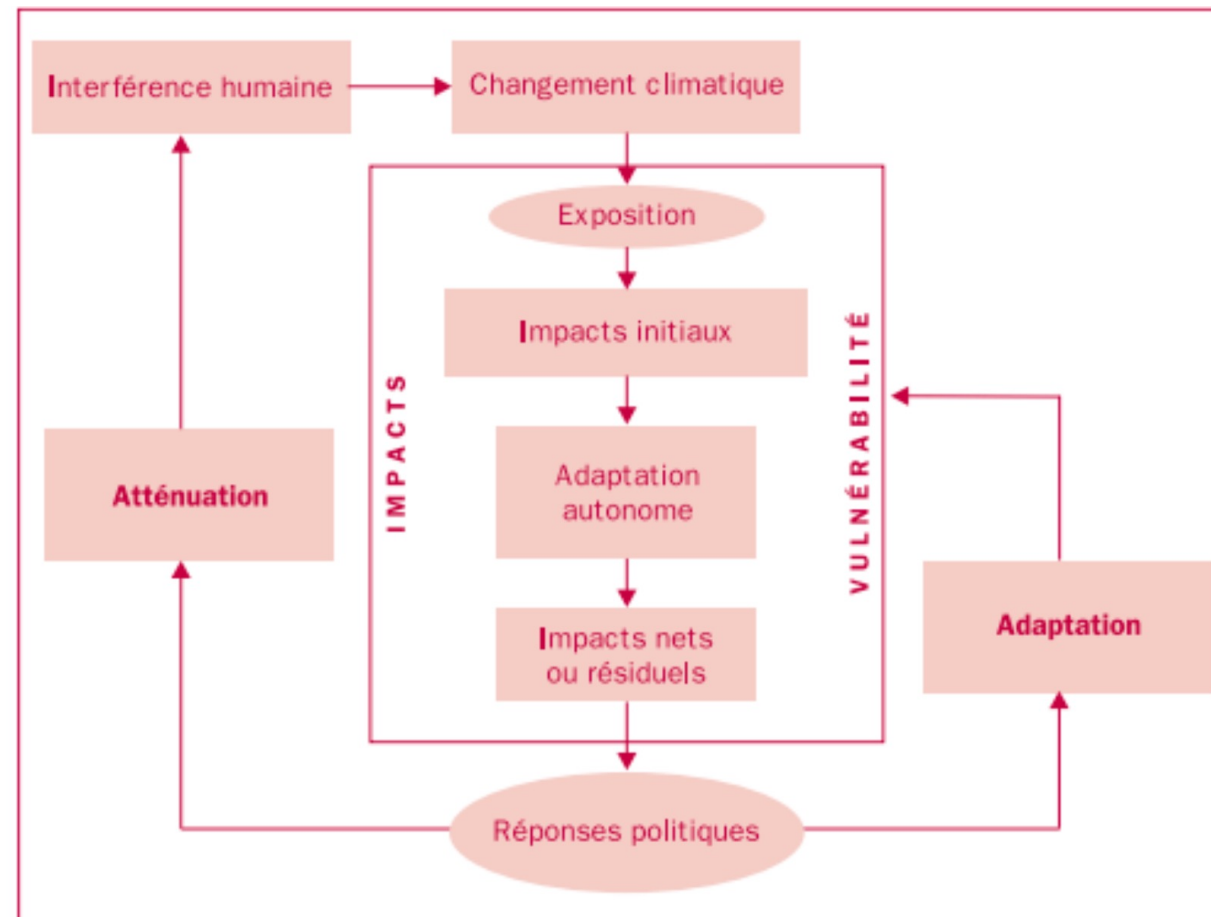 Interférence humaine
Changement climatique
Exposition
Impacts initiaux
IMPACTS
VULNÉRABILITÉ
Adaptation
autonome
Atténuation
Impacts nets
ou résiduels
Adaptation
Réponses politiques